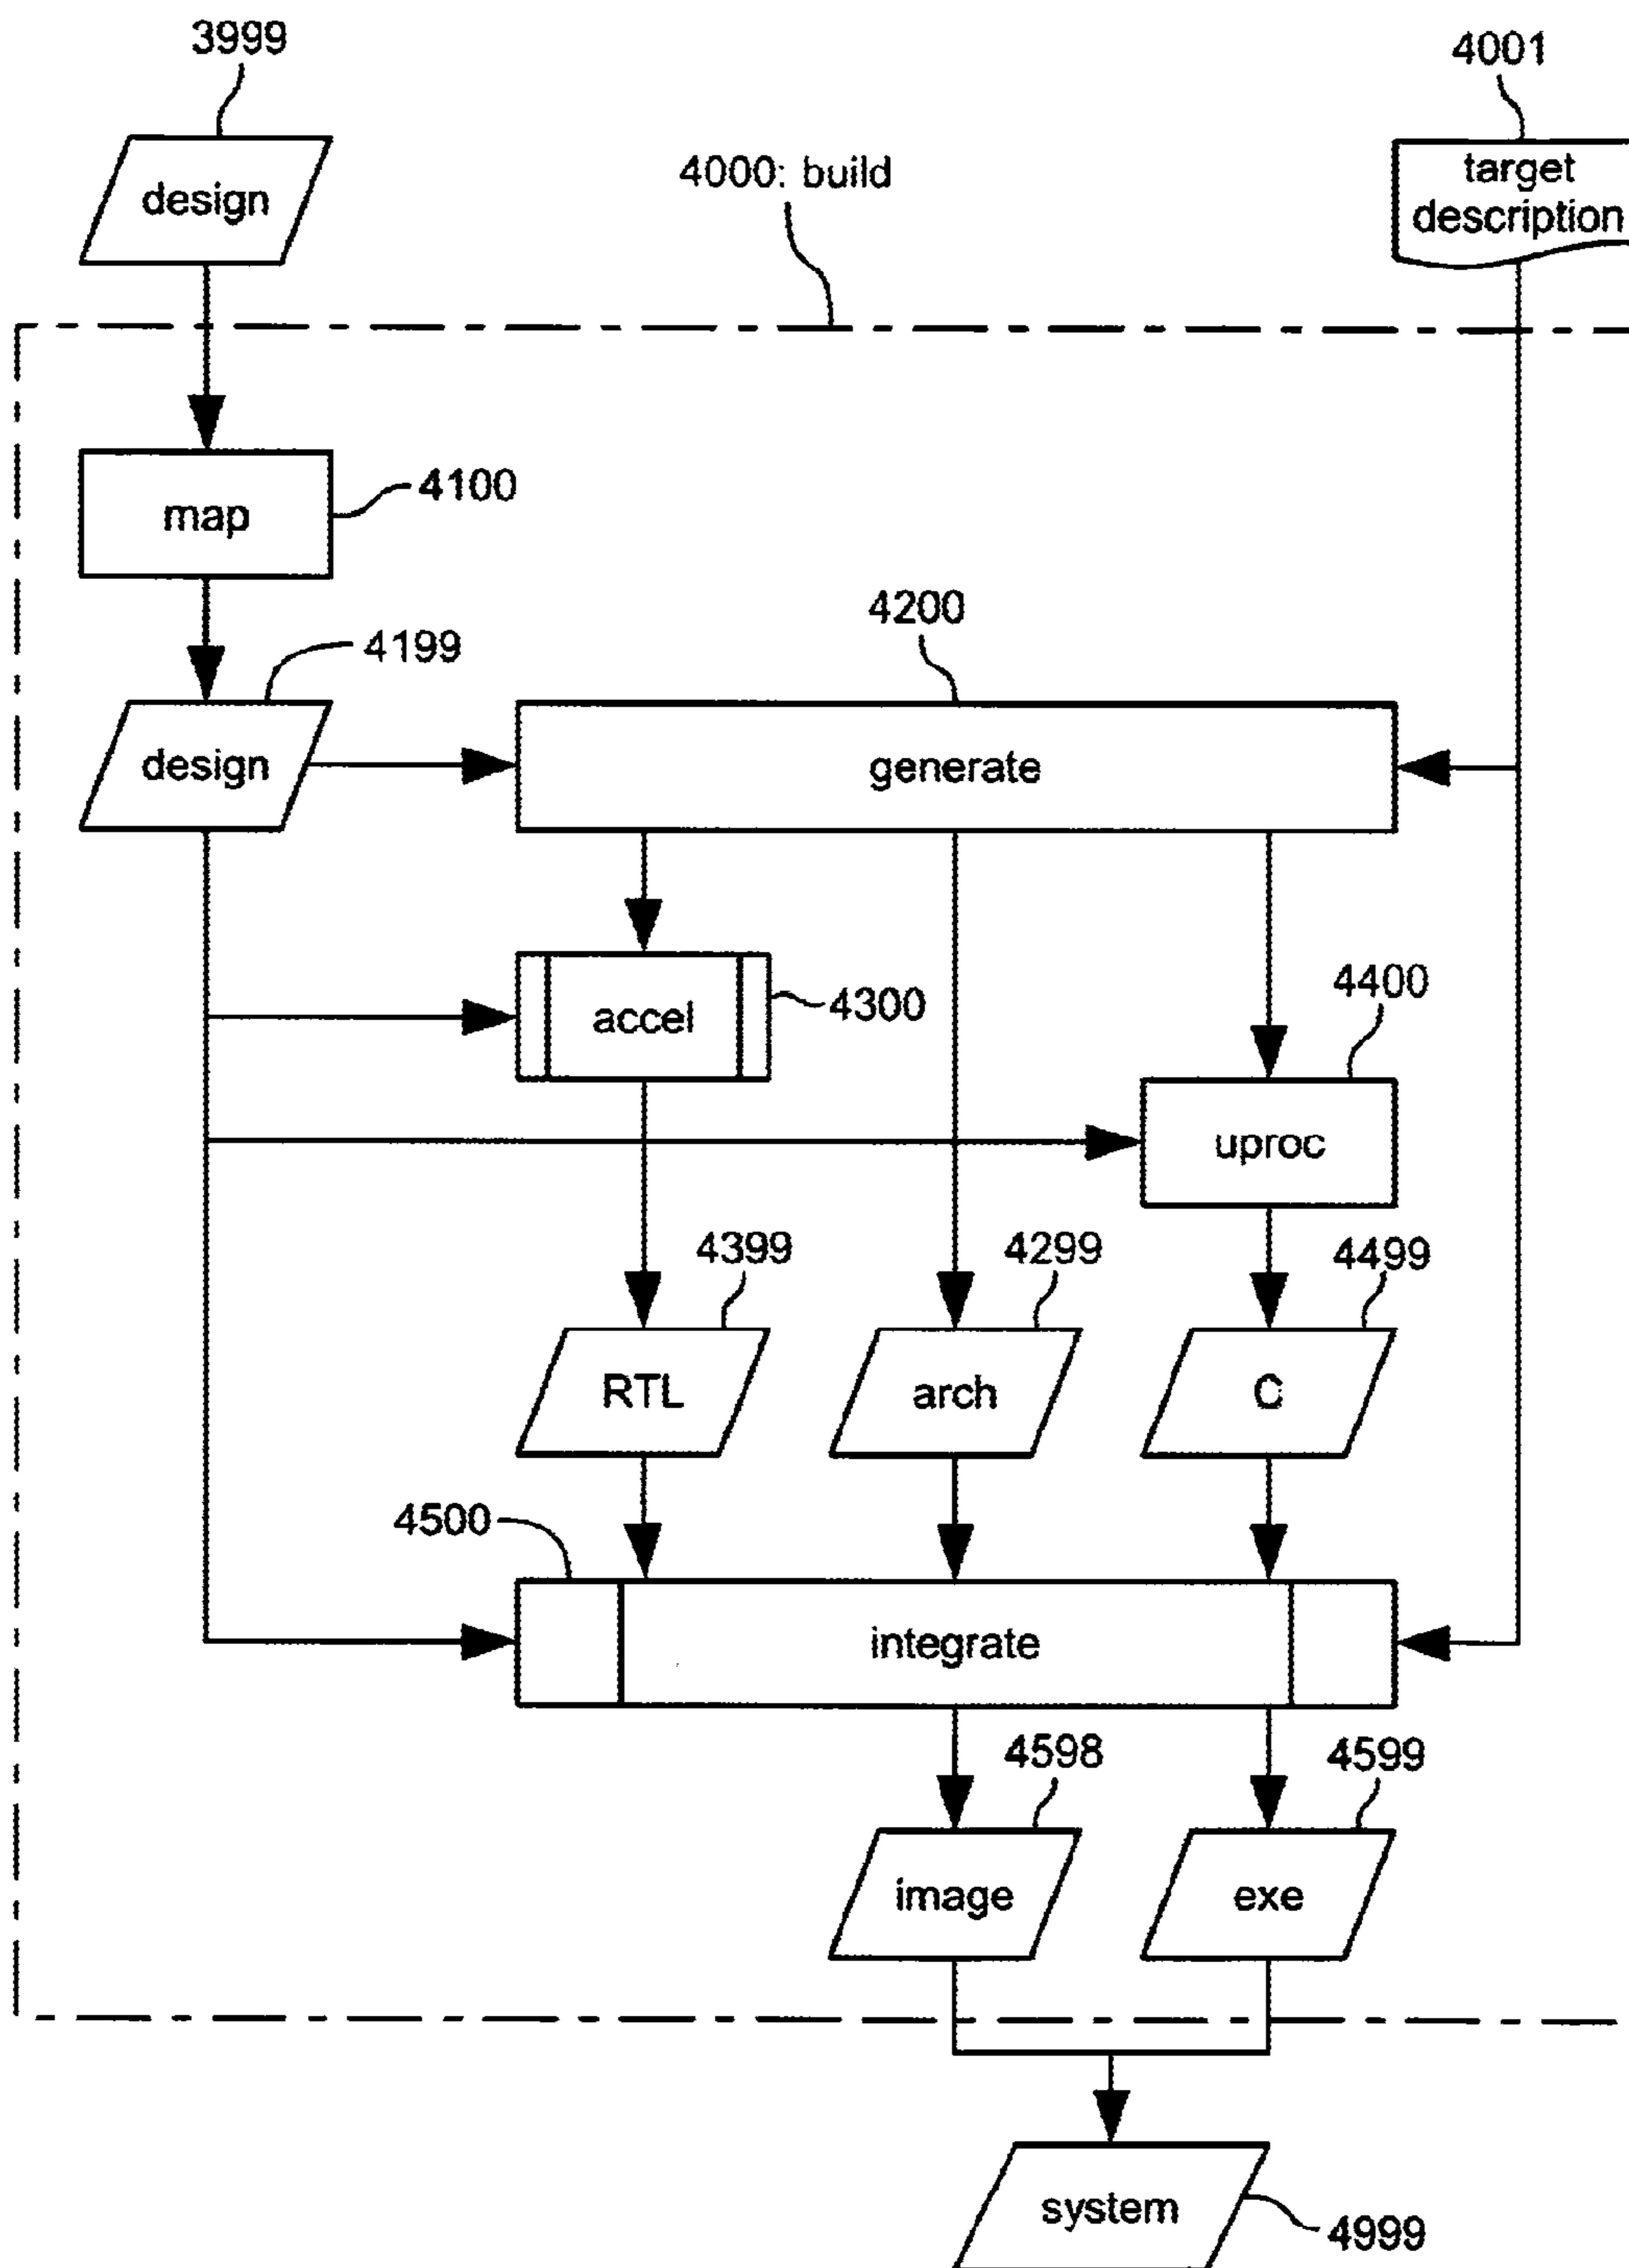 3999
4001
design
4000: build
target
description
map
4100
4199
4200
design
generate
accel
4300
4400
uproc
4399
4299
4499
RTL
arch
C
4500
integrate
4598
4599
image
exe
system
4999